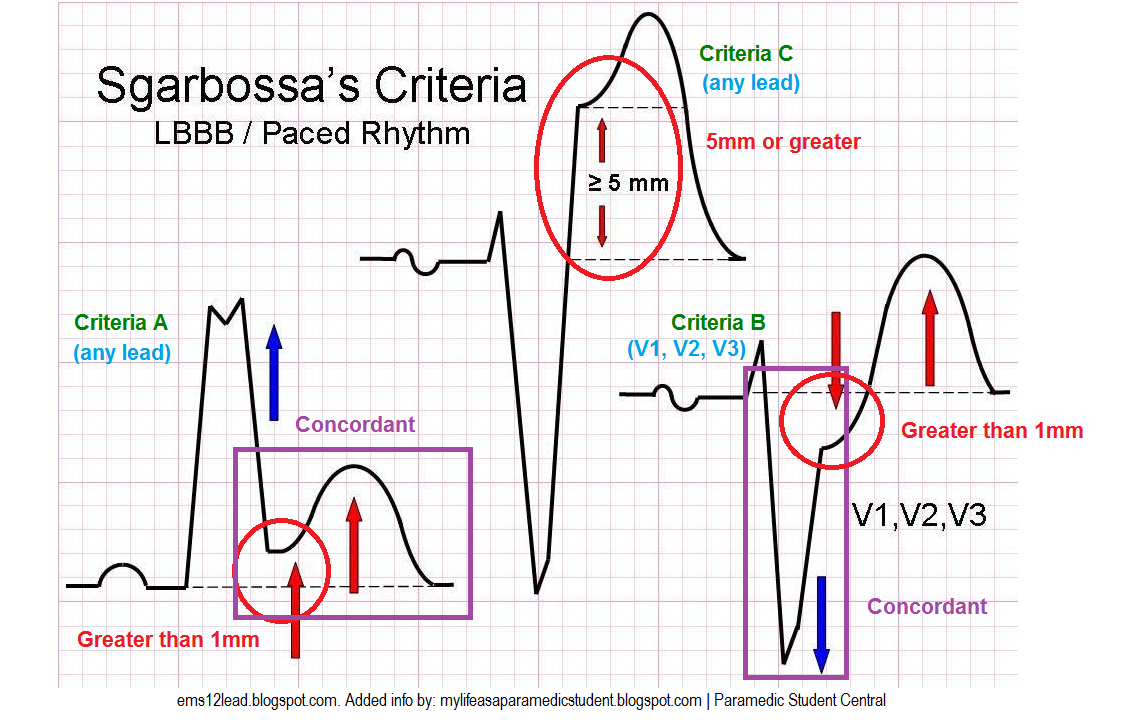 Sgarbossa's Criteria
LBBB / Paced Rhythm
Criteria C
(any lead)
5mm or greater
≥ 5 mm
Criteria A
(any lead)
Concordant
Greater than 1mm
Criteria B
(V1, V2, V3)
Greater than 1mm
V1,V2,V3
Concordant
ems12lead.blogspot.com. Added info by: mylifeasaparamedicstudent.blogspot.com | Paramedic Student Central